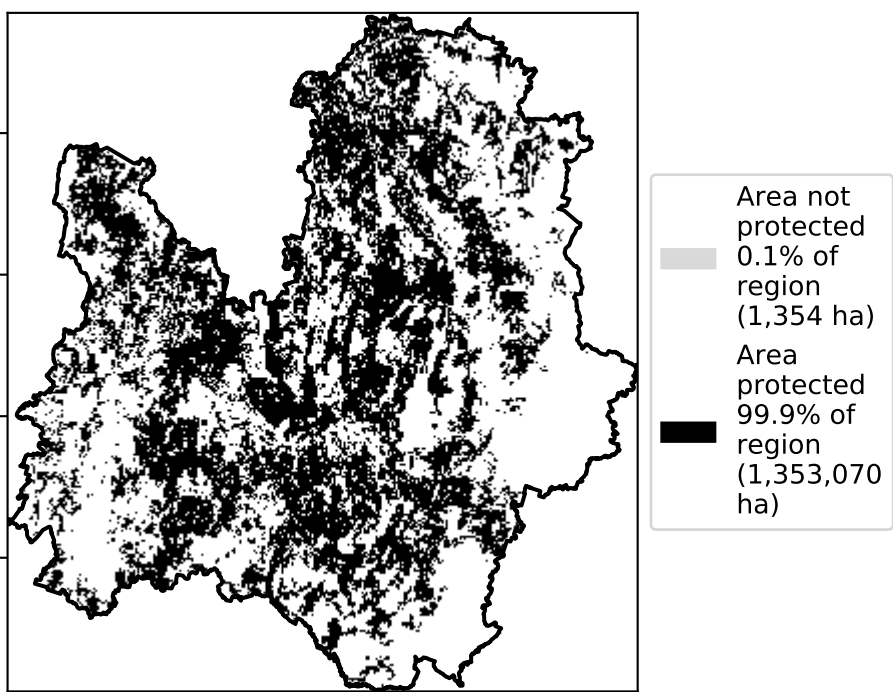 Area not
protected
0.1% of
region
(1,354 ha)
Area
protected
99.9% of
region
(1,353,070
ha)